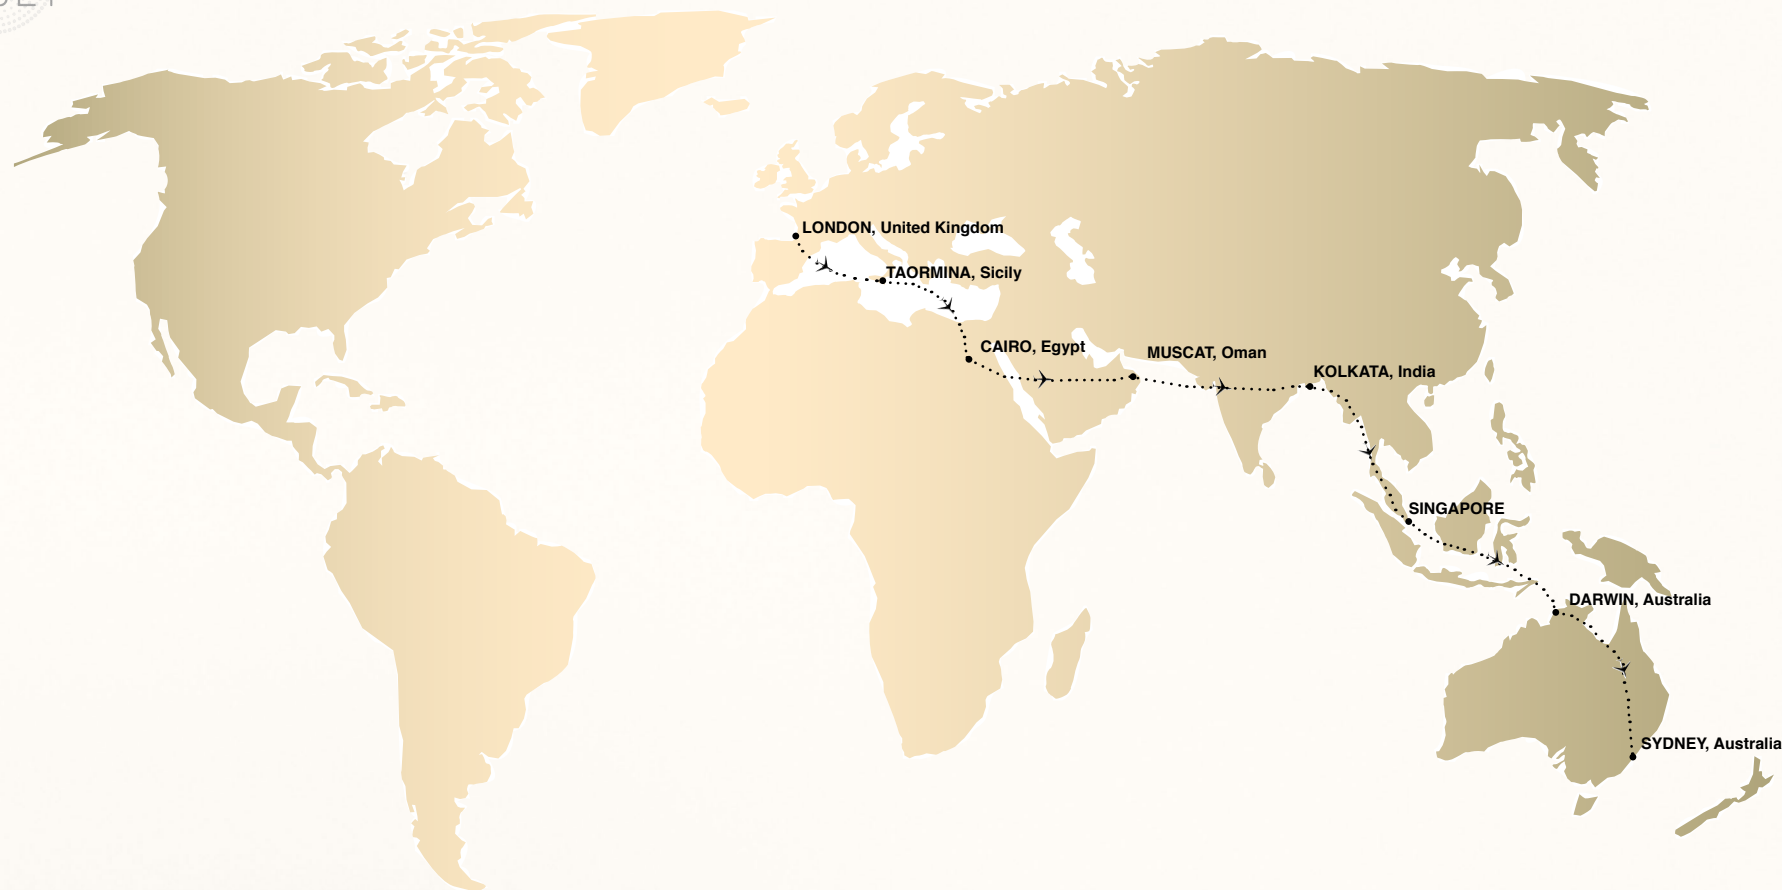 LONDON, United Kingdom
TAORMINA, Sicily
CAIRO, Egypt
MUSCAT, Oman
KOLKATA, India
SINGAPORE
DARWIN, Australia
SYDNEY, Australia